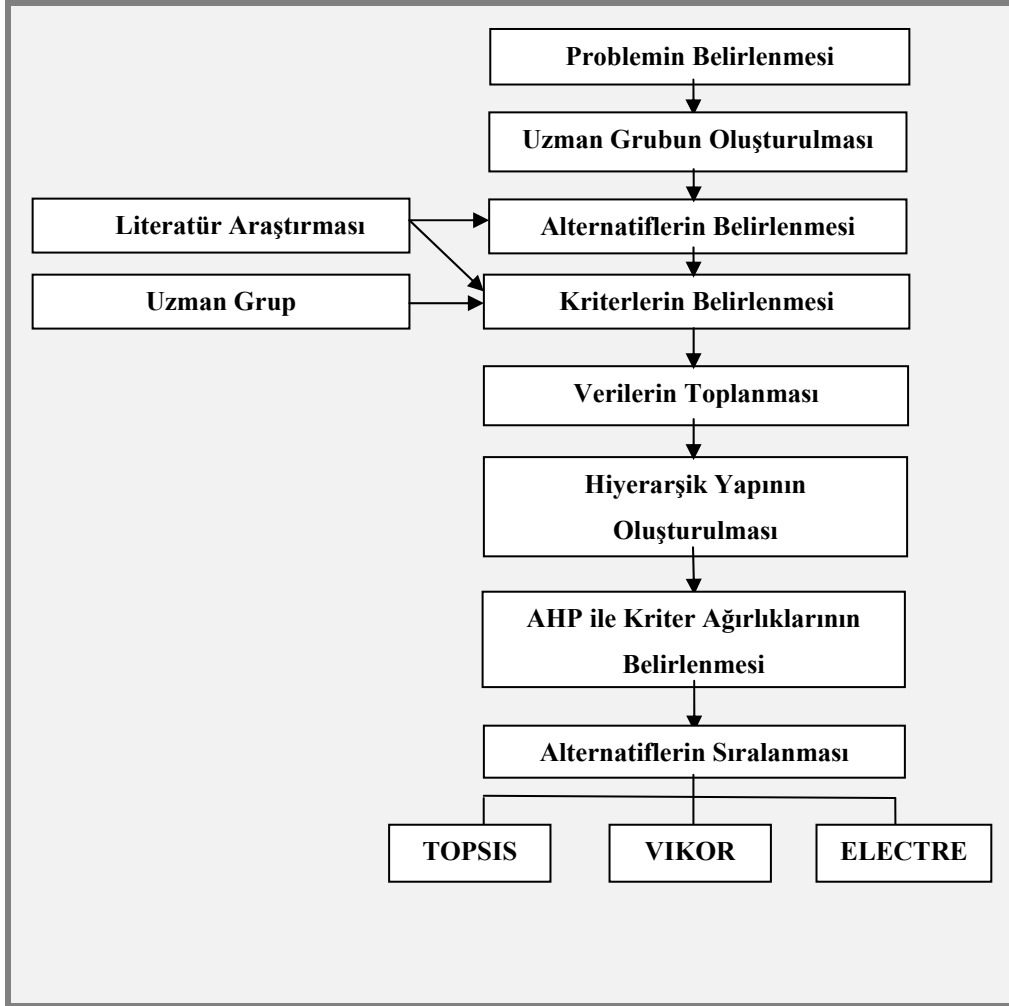 Problemin Belirlenmesi
Uzman Grubun Oluşturulması
Literatür Araştırması
Alternatiflerin Belirlenmesi
Uzman Grup
Kriterlerin Belirlenmesi
Verilerin Toplanması
Hiyerarşik Yapının
Oluşturulması
AHP ile Kriter Ağırlıklarının
Belirlenmesi
Alternatiflerin Sıralanması
TOPSIS
VIKOR
ELECTRE